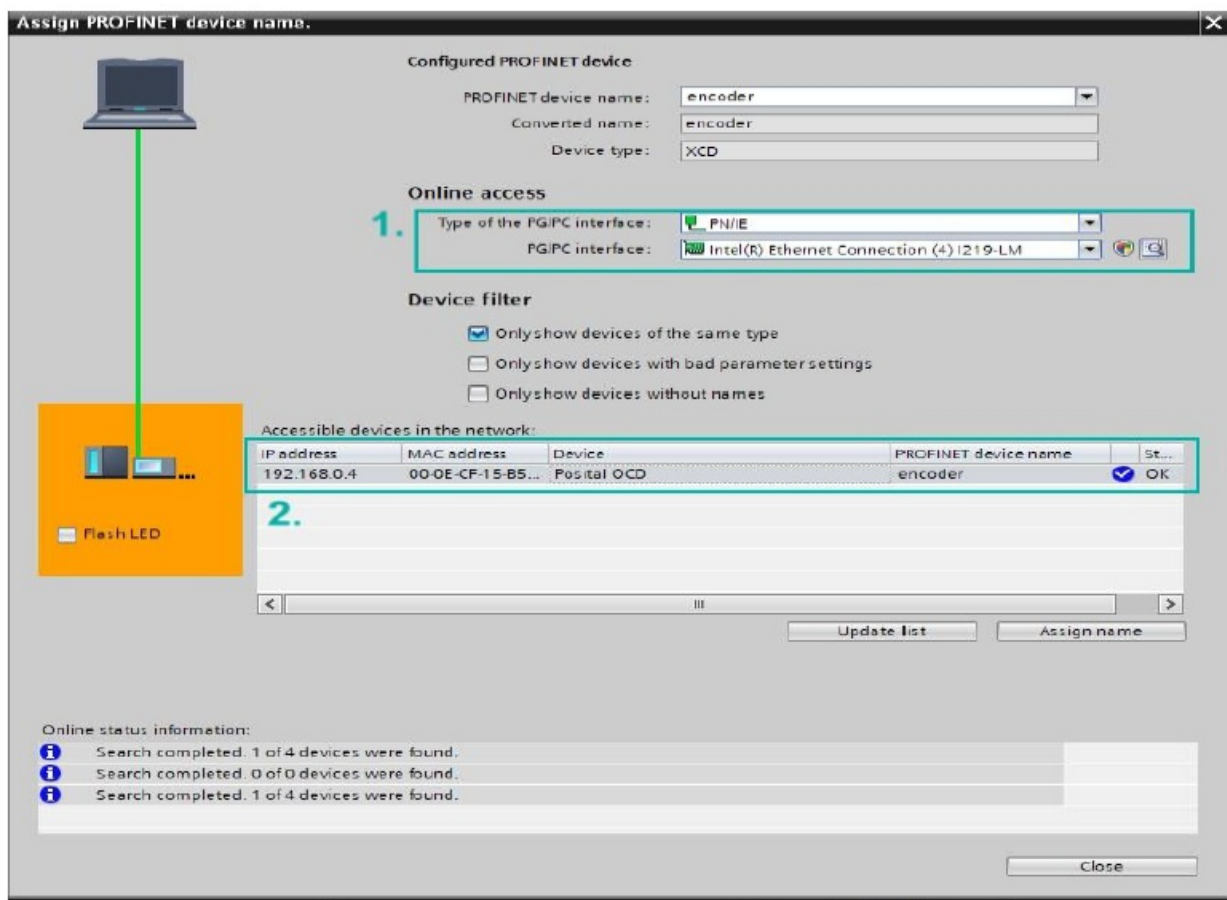 Assign PROFINET device name.
Configured PROFINET device
PROFINET device name: encoder
Converted name: encoder
Device type: XCD
Online access
1.
Type of the PG/PC interface: PN/IE
PG/PC interface: Intel(R) Ethernet Connection (4) I219-LM
Device filter
Only show devices of the same type
Only show devices with bad parameter settings
Only show devices without names
Accessible devices in the network:
IP address MAC address Device PROFINET device name St...
192.168.0.4 00-0E-CF-15-B5... Posital OCD encoder OK
2.
Flash LED
Update list Assign name
Online status information:
Search completed. 1 of 4 devices were found.
Search completed. 0 of 0 devices were found.
Search completed. 1 of 4 devices were found.
Close